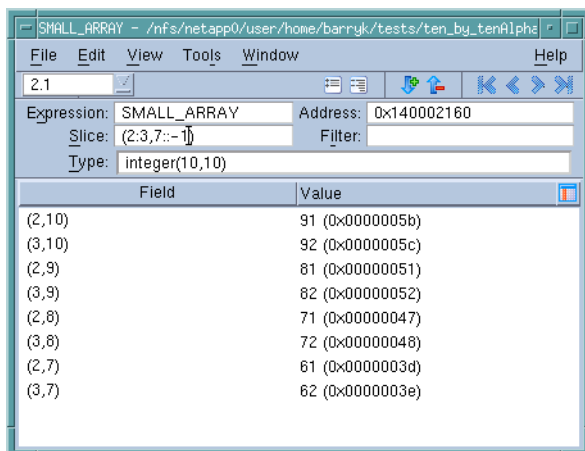 SMALL_ARRAY - /nfs/netapp0/user/home/barryk/tests/ten_by_tenAlpha
File Edit View Tools Window Help
2.1
Expression: SMALL_ARRAY Address: 0x140002160
Slice: (2:3,7::-1) Filter:
Type: integer(10,10)
Field Value
(2,10) 91 (0x0000005b)
(3,10) 92 (0x0000005c)
(2,9) 81 (0x00000051)
(3,9) 82 (0x00000052)
(2,8) 71 (0x00000047)
(3,8) 72 (0x00000048)
(2,7) 61 (0x0000003d)
(3,7) 62 (0x0000003e)